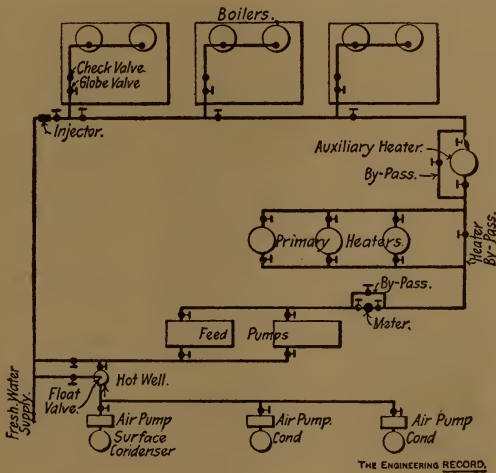 Boilers.
Check Valve.
Globe Valve
Injector.
Auxiliary Heater.
By-Pass.
Heater
By-Pass.
Primary Heaters.
By-Pass.
Meter.
Feed Pumps
Hot Well.
Float
Valve.
Fresh Water
Supply.
Air Pump
Surface
Condenser
Air Pump.
Cond
Air Pump
Cond
THE ENGINEERING RECORD.